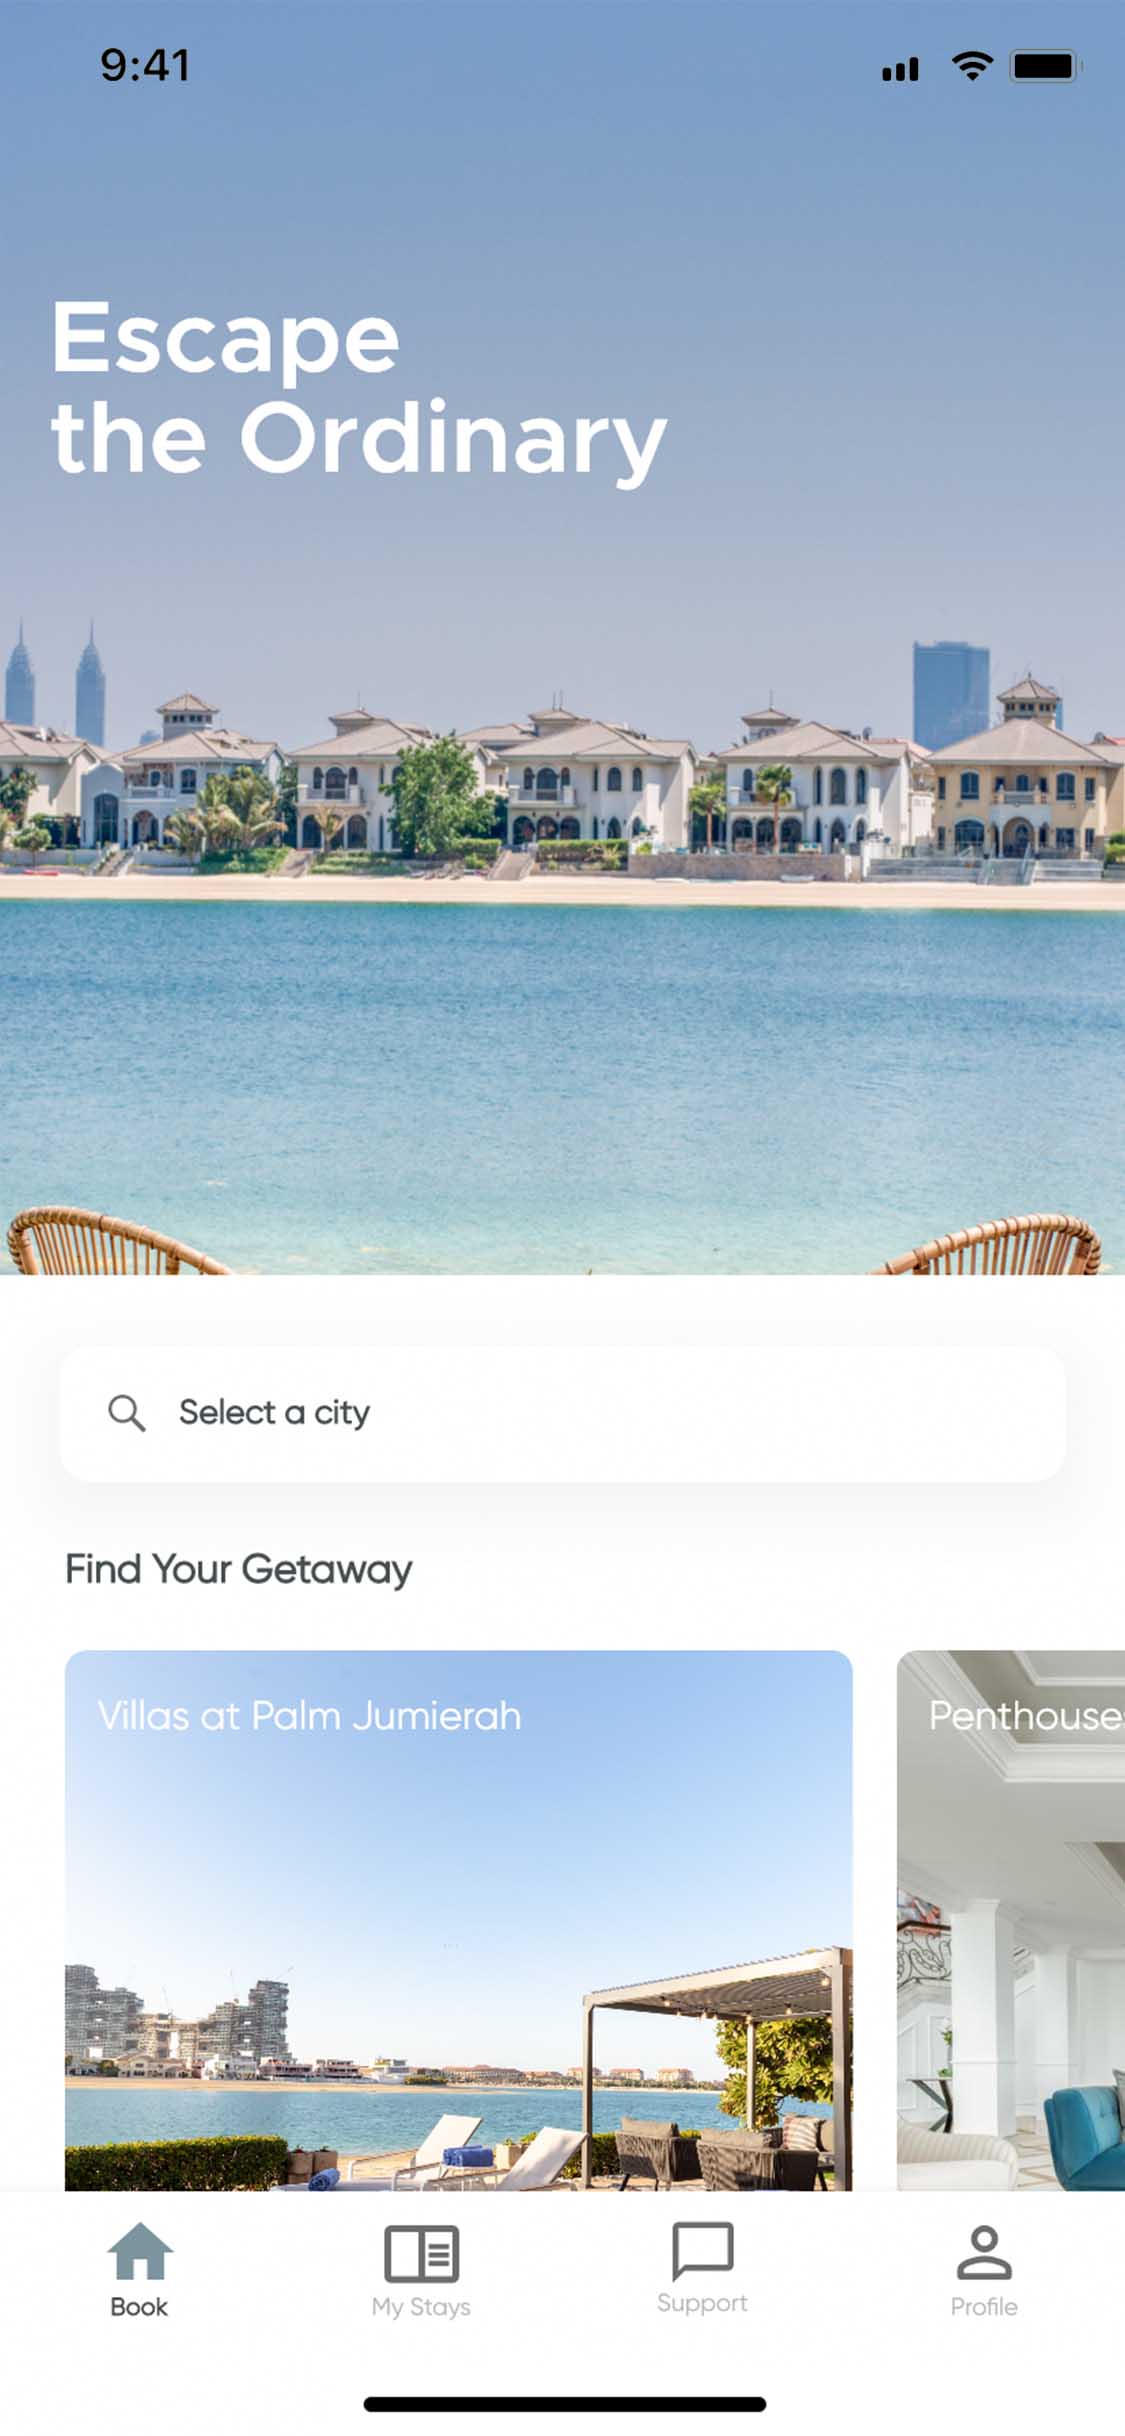 9:41
Escape
the Ordinary
Select a city
Find Your Getaway
Villas at Palm Jumierah
Penthouse
Book
My Stays
Support
Profile